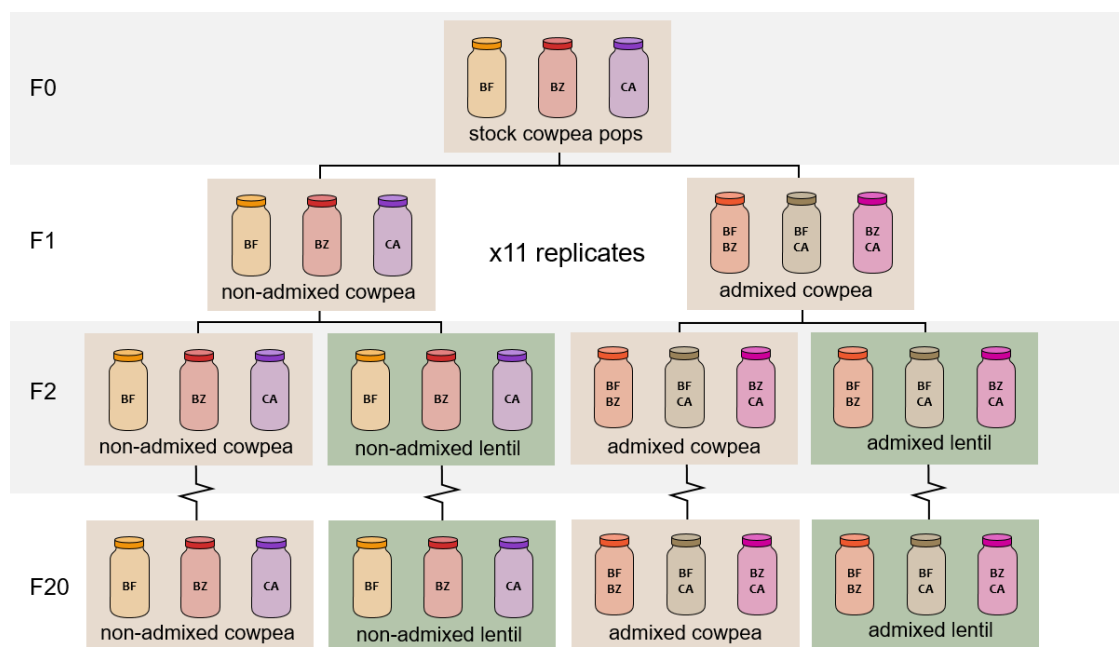 F0
BF
BZ
CA
stock cowpea pops
F1
BF
BZ
CA
non-admixed cowpea
x11 replicates
BF
BZ
BF
CA
BZ
CA
admixed cowpea
F2
BF
BZ
CA
non-admixed cowpea
BF
BZ
CA
non-admixed lentil
BF
BZ
BF
CA
BZ
CA
admixed cowpea
BF
BZ
BF
CA
BZ
CA
admixed lentil
F20
BF
BZ
CA
non-admixed cowpea
BF
BZ
CA
non-admixed lentil
BF
BZ
BF
CA
BZ
CA
admixed cowpea
BF
BZ
BF
CA
BZ
CA
admixed lentil